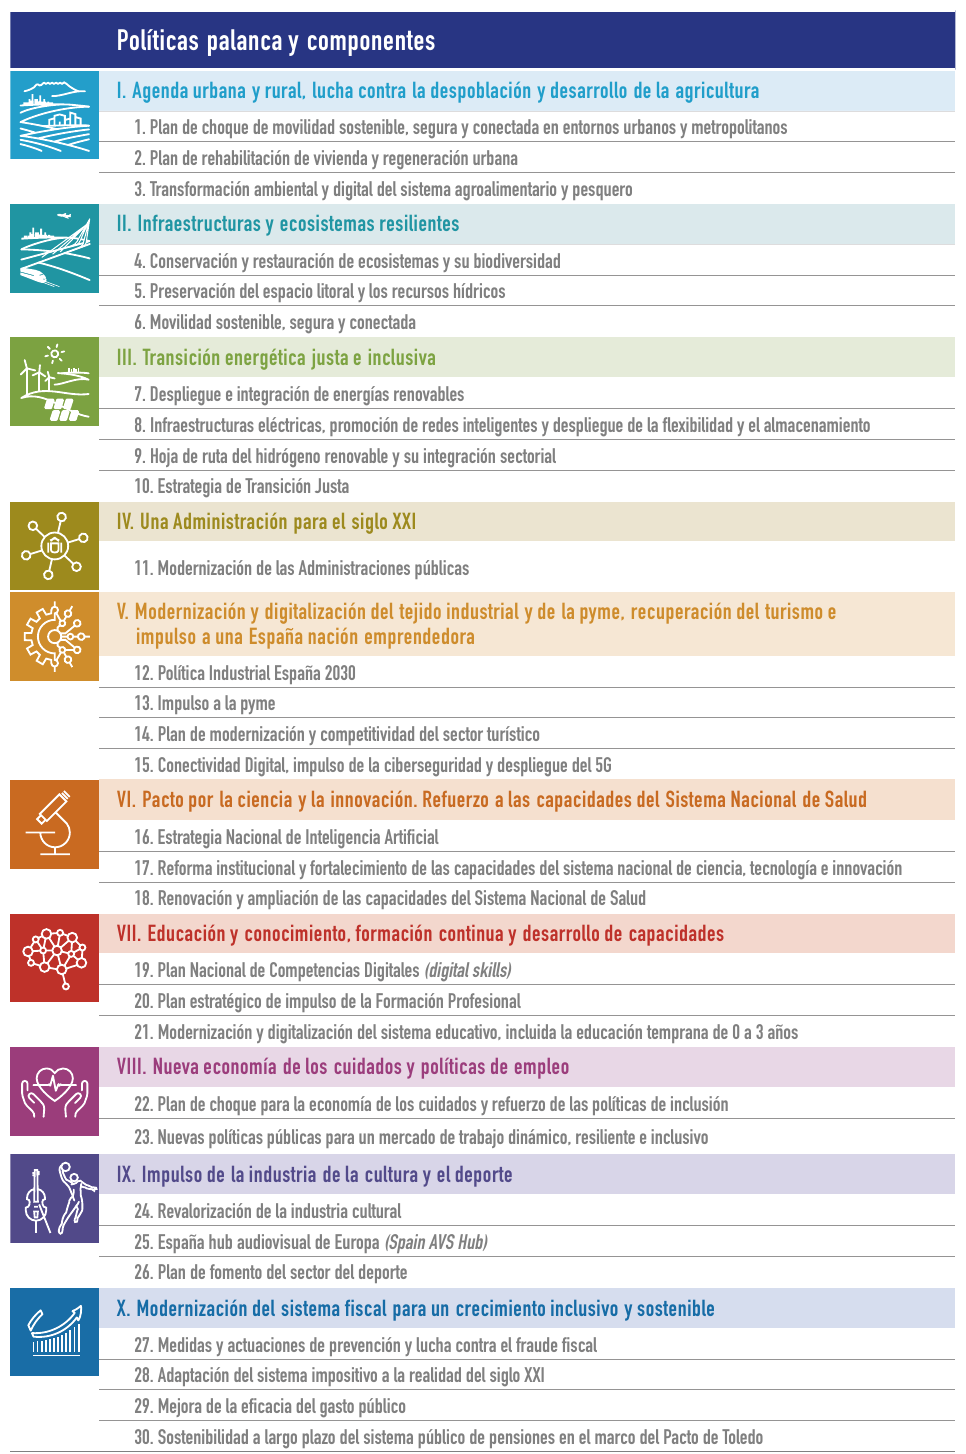 Políticas palanca y componentes
I. Agenda urbana y rural, lucha contra la despoblación y desarrollo de la agricultura
1. Plan de choque de movilidad sostenible, segura y conectada en entornos urbanos y metropolitanos
2. Plan de rehabilitación de vivienda y regeneración urbana
3. Transformación ambiental y digital del sistema agroalimentario y pesquero
II. Infraestructuras y ecosistemas resilientes
4. Conservación y restauración de ecosistemas y su biodiversidad
5. Preservación del espacio litoral y los recursos hídricos
6. Movilidad sostenible, segura y conectada
III. Transición energética justa e inclusiva
7. Despliegue e integración de energías renovables
8. Infraestructuras eléctricas, promoción de redes inteligentes y despliegue de la flexibilidad y el almacenamiento
9. Hoja de ruta del hidrógeno renovable y su integración sectorial
10. Estrategia de Transición Justa
IV. Una Administración para el siglo XXI
11. Modernización de las Administraciones públicas
V. Modernización y digitalización del tejido industrial y de la pyme, recuperación del turismo e
impulso a una España nación emprendedora
12. Política Industrial España 2030
13. Impulso a la pyme
14. Plan de modernización y competitividad del sector turístico
15. Conectividad Digital, impulso de la ciberseguridad y despliegue del 5G
VI. Pacto por la ciencia y la innovación. Refuerzo a las capacidades del Sistema Nacional de Salud
16. Estrategia Nacional de Inteligencia Artificial
17. Reforma institucional y fortalecimiento de las capacidades del sistema nacional de ciencia, tecnología e innovación
18. Renovación y ampliación de las capacidades del Sistema Nacional de Salud
VII. Educación y conocimiento, formación continua y desarrollo de capacidades
19. Plan Nacional de Competencias Digitales (digital skills)
20. Plan estratégico de impulso de la Formación Profesional
21. Modernización y digitalización del sistema educativo, incluida la educación temprana de 0 a 3 años
VIII. Nueva economía de los cuidados y políticas de empleo
22. Plan de choque para la economía de los cuidados y refuerzo de las políticas de inclusión
23. Nuevas políticas públicas para un mercado de trabajo dinámico, resiliente e inclusivo
IX. Impulso de la industria de la cultura y el deporte
24. Revalorización de la industria cultural
25. España hub audiovisual de Europa (Spain AVS Hub)
26. Plan de fomento del sector del deporte
X. Modernización del sistema fiscal para un crecimiento inclusivo y sostenible
27. Medidas y actuaciones de prevención y lucha contra el fraude fiscal
28. Adaptación del sistema impositivo a la realidad del siglo XXI
29. Mejora de la eficacia del gasto público
30. Sostenibilidad a largo plazo del sistema público de pensiones en el marco del Pacto de Toledo